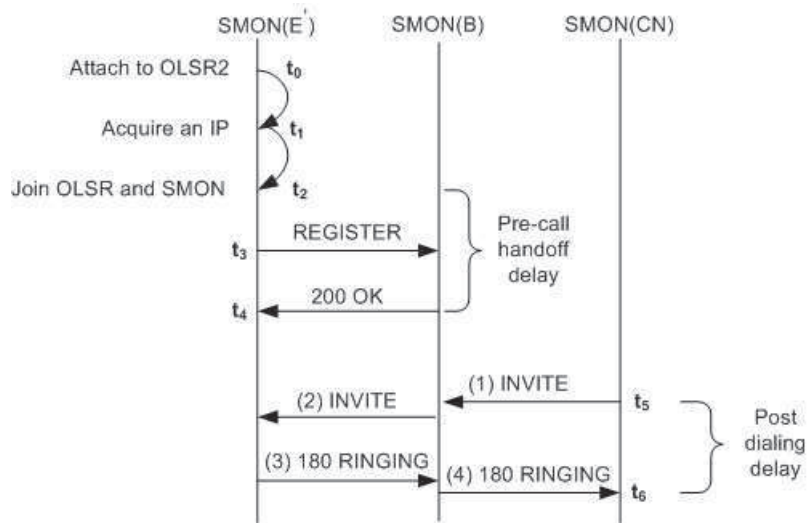 SMON(E') SMON(B) SMON(CN)
Attach to OLSR2 t0
Acquire an IP t1
Join OLSR and SMON t2
t3 REGISTER
Pre-call
handoff
delay
t4 200 OK
(1) INVITE t5
(2) INVITE
Post
dialing
delay
(3) 180 RINGING (4) 180 RINGING t6